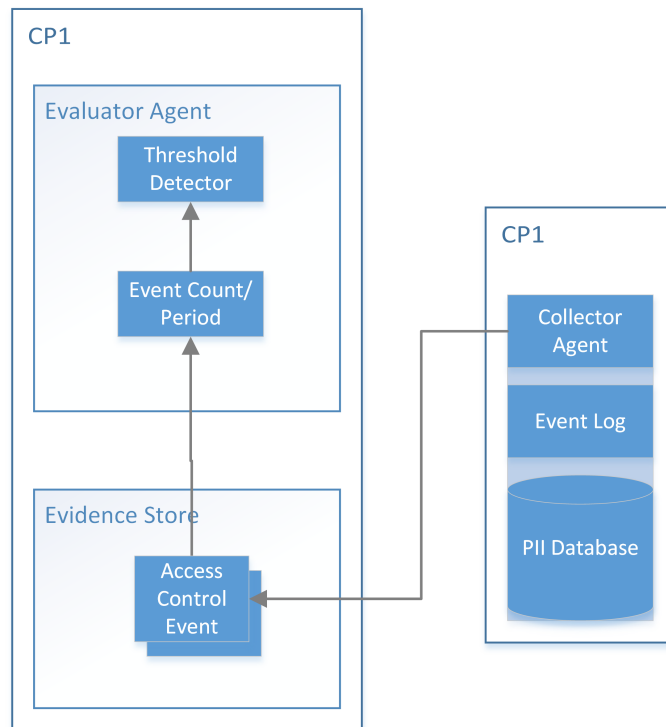 CP1
Evaluator Agent
Threshold
Detector
Event Count/
Period
Evidence Store
Access
Control
Event
CP1
Collector
Agent
Event Log
PII Database